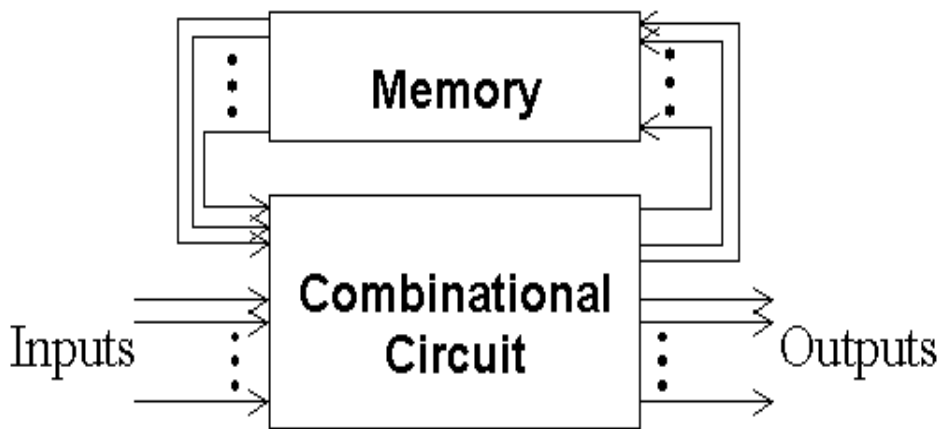 Memory
Combinational
Circuit
Inputs
Outputs